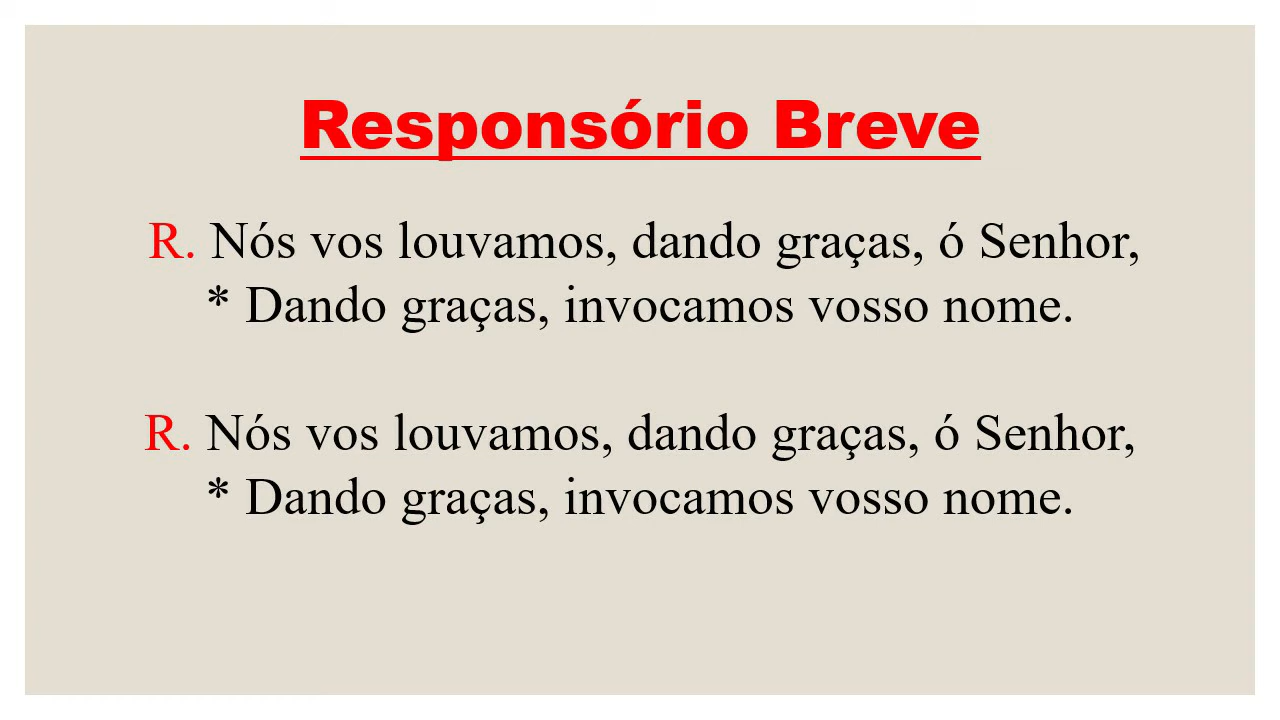 Responsório Breve
R. Nós vos louvamos, dando graças, ó Senhor,
* Dando graças, invocamos vosso nome.
R. Nós vos louvamos, dando graças, ó Senhor,
* Dando graças, invocamos vosso nome.